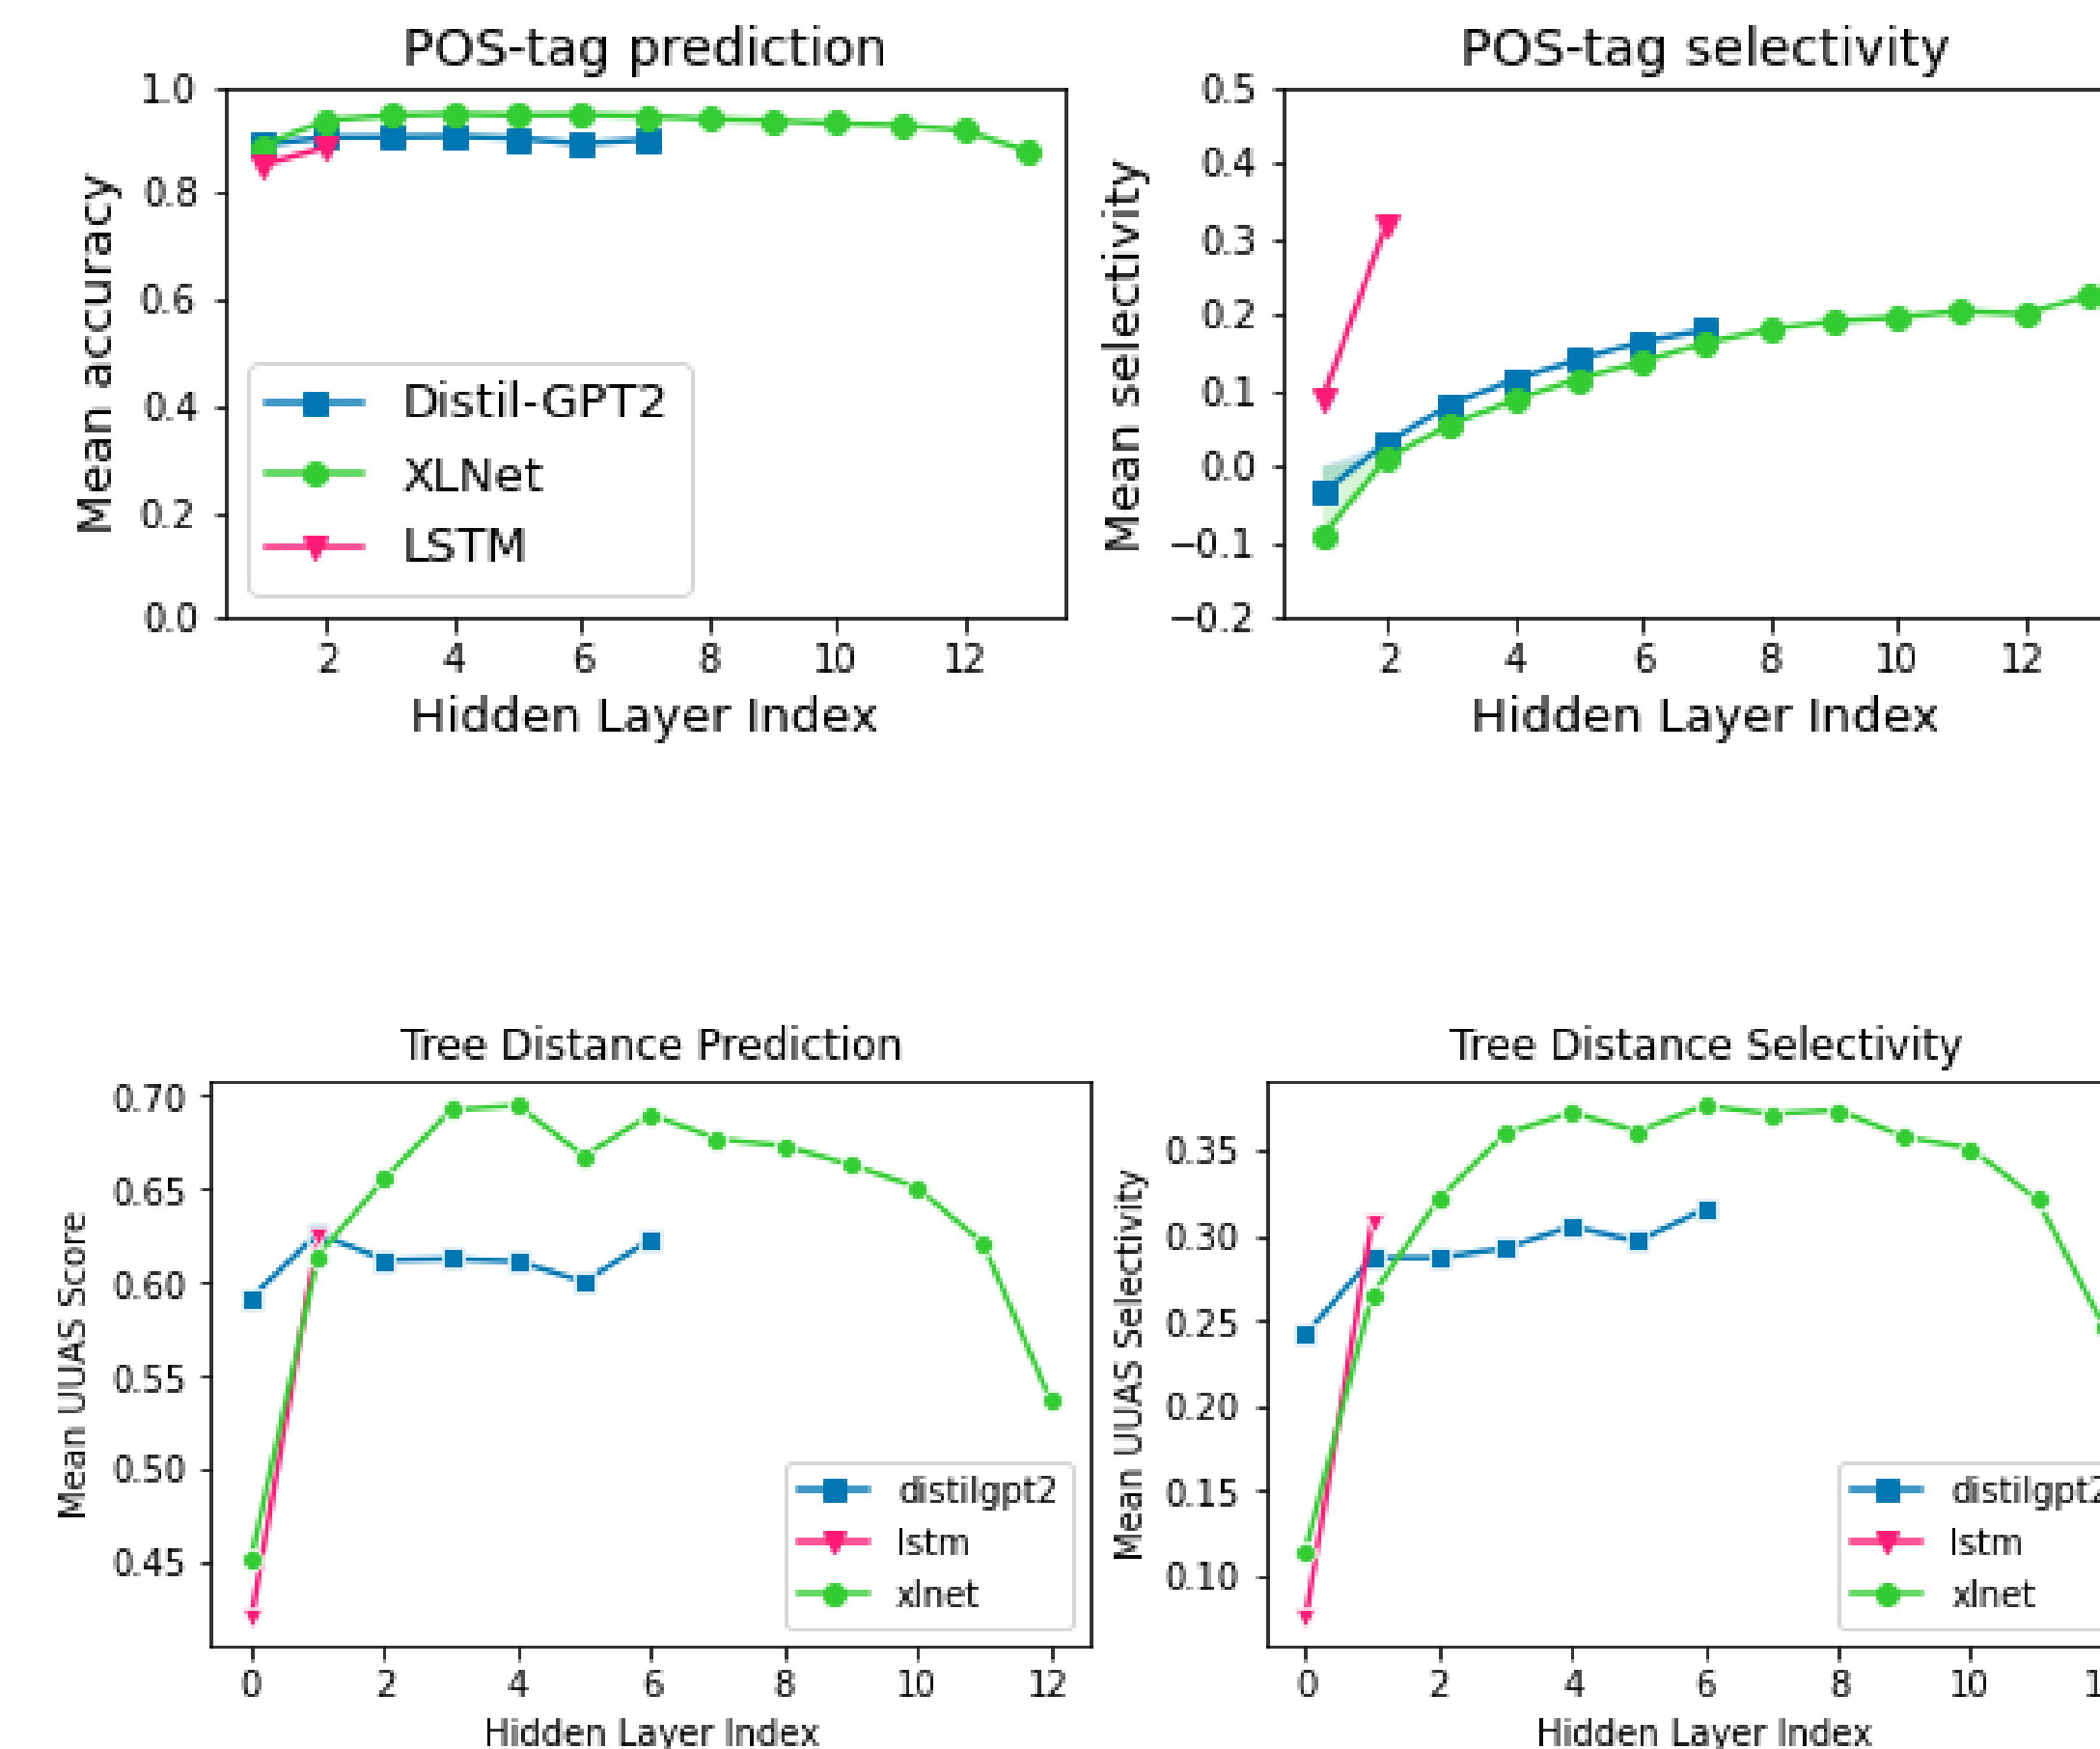 POS-tag prediction
Mean accuracy
1.0
0.8
0.6
0.4
0.2
0.0
Distil-GPT2
XLNet
LSTM
2 4 6 8 10 12
Hidden Layer Index
POS-tag selectivity
Mean selectivity
0.5
0.4
0.3
0.2
0.1
0.0
−0.1
−0.2
2 4 6 8 10 12
Hidden Layer Index
Tree Distance Prediction
Mean UUAS Score
0.70
0.65
0.60
0.55
0.50
0.45
distilgpt2
lstm
xlnet
0 2 4 6 8 10 12
Hidden Layer Index
Tree Distance Selectivity
Mean UUAS Selectivity
0.35
0.30
0.25
0.20
0.15
0.10
distilgpt2
lstm
xlnet
0 2 4 6 8 10
Hidden Layer Index